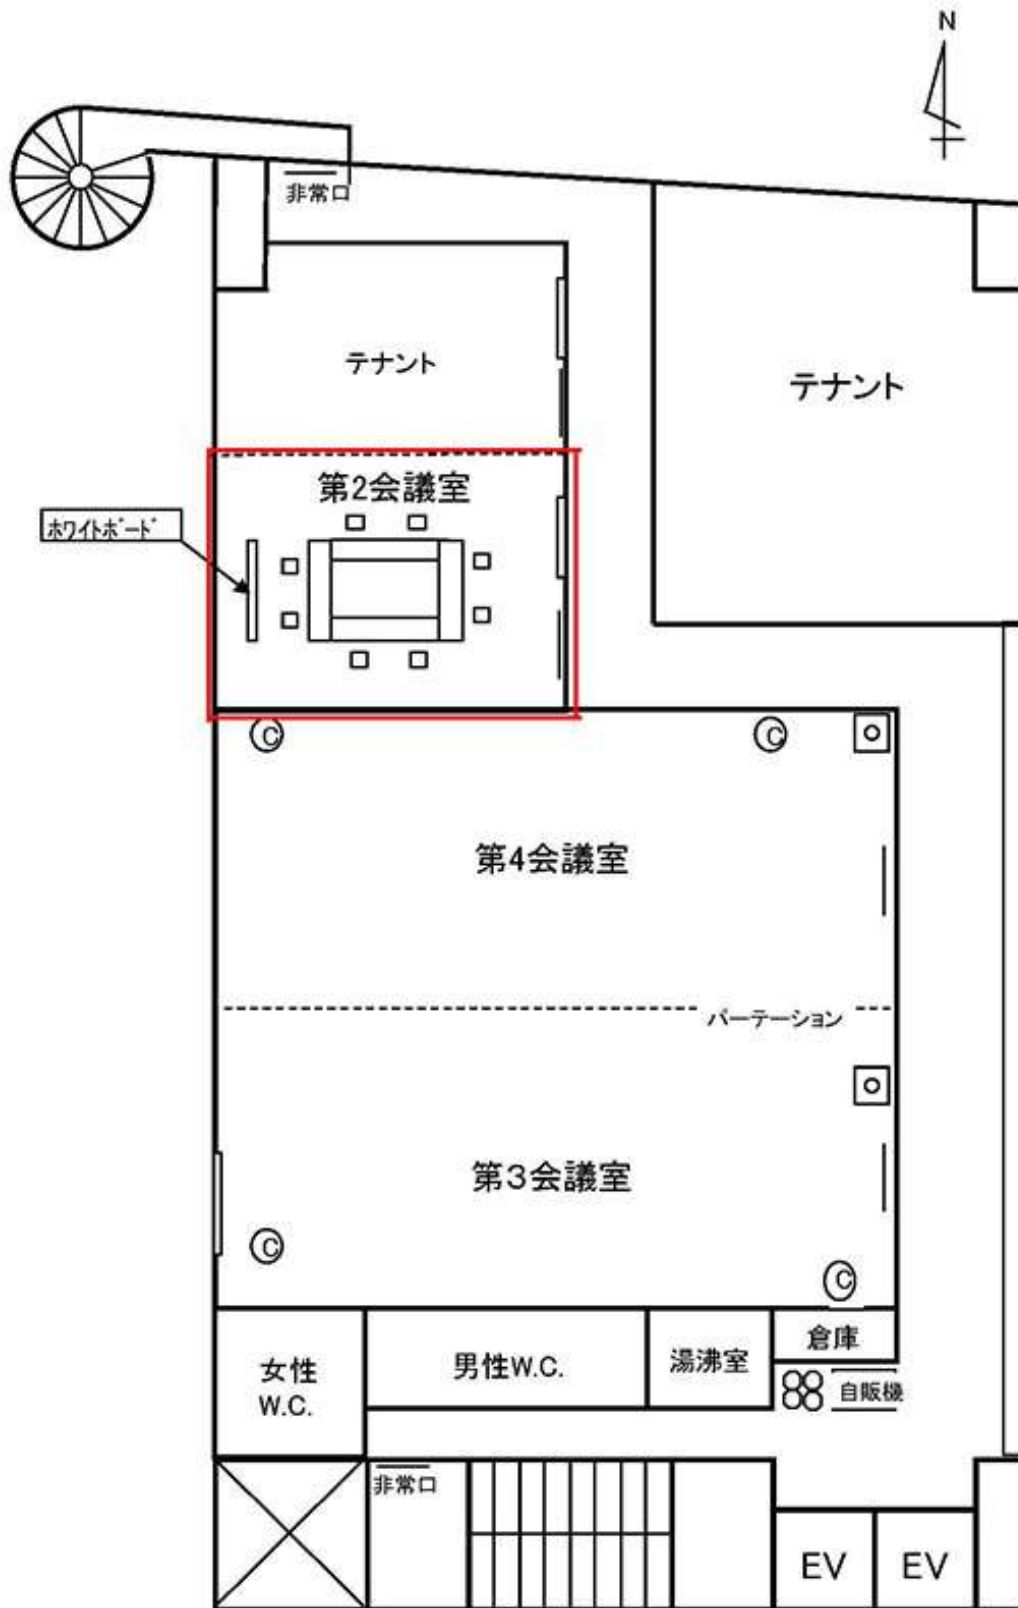 N
非常口
テナント
テナント
第2会議室
ﾎﾜｲﾄﾎﾞｰﾄﾞ
C
C
第4会議室
パーテーション
第3会議室
C
C
女性
W.C.
男性W.C.
湯沸室
倉庫
自販機
非常口
EV
EV